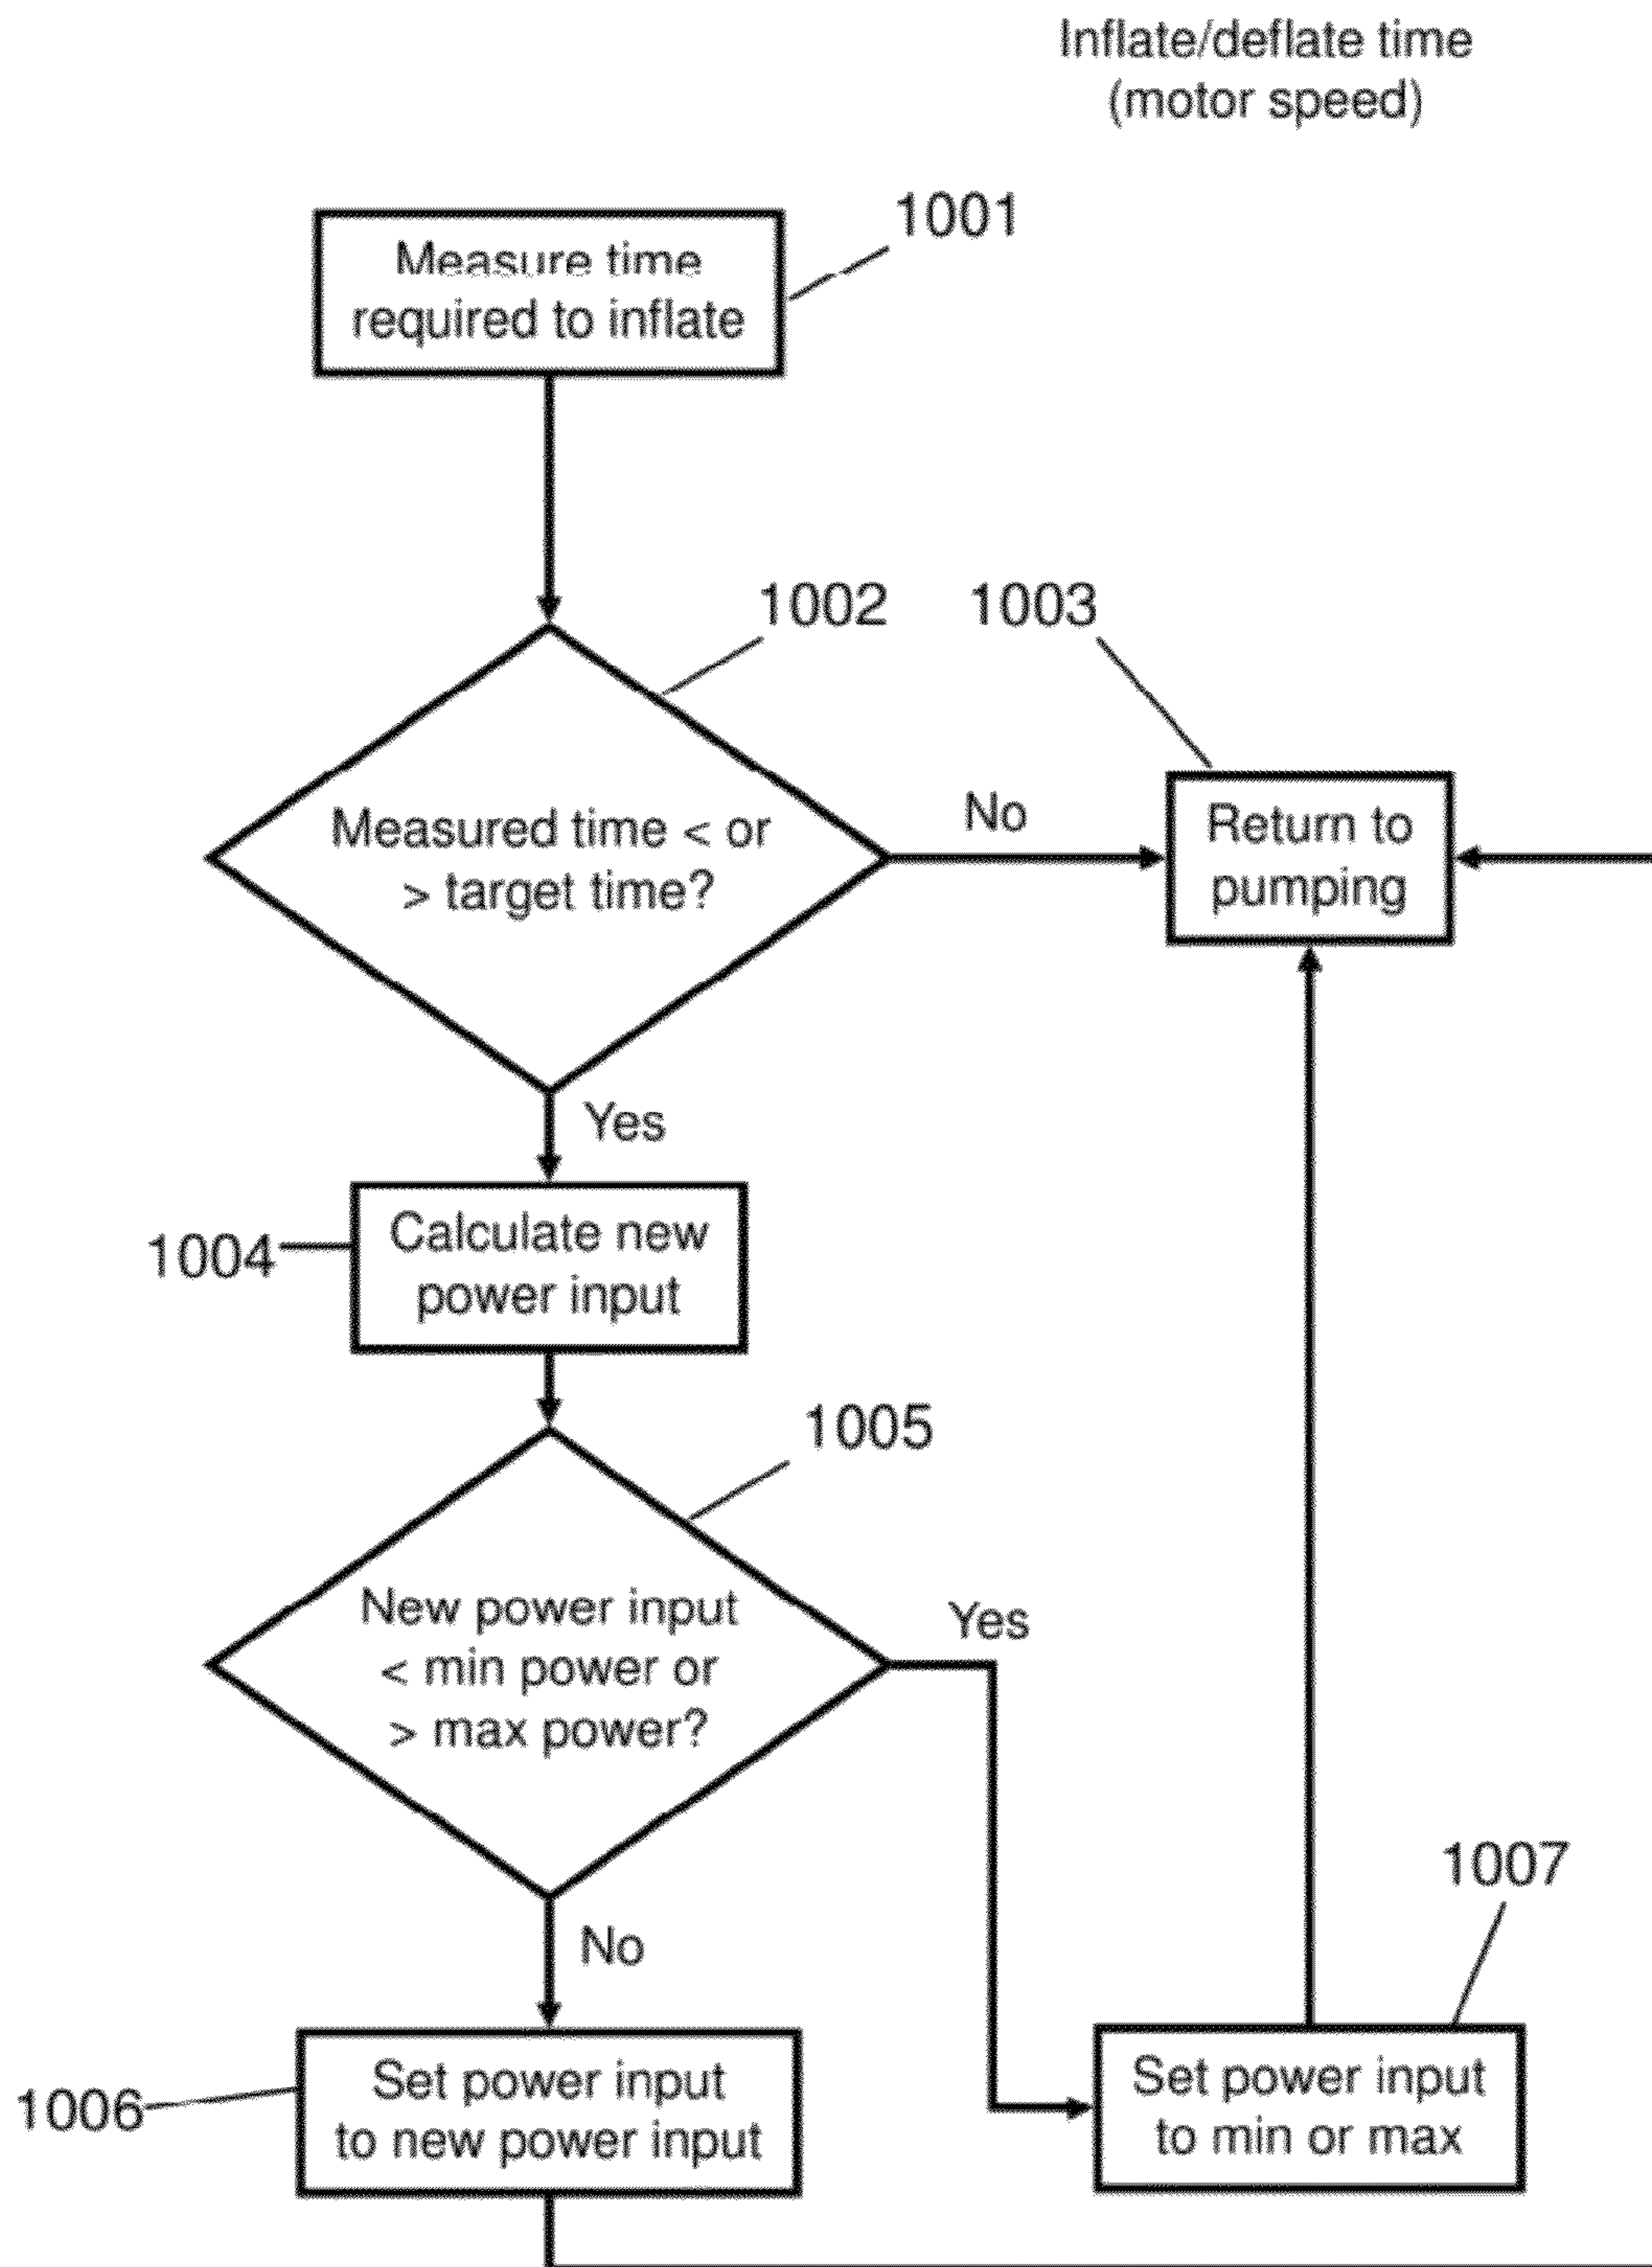 Inflate/deflate time
(motor speed)
1001
Measure time
required to inflate
1002
1003
Measured time < or
> target time?
No
Return to
pumping
Yes
1004
Calculate new
power input
1005
New power input
< min power or
> max power?
Yes
No
1007
1006
Set power input
to new power input
Set power input
to min or max